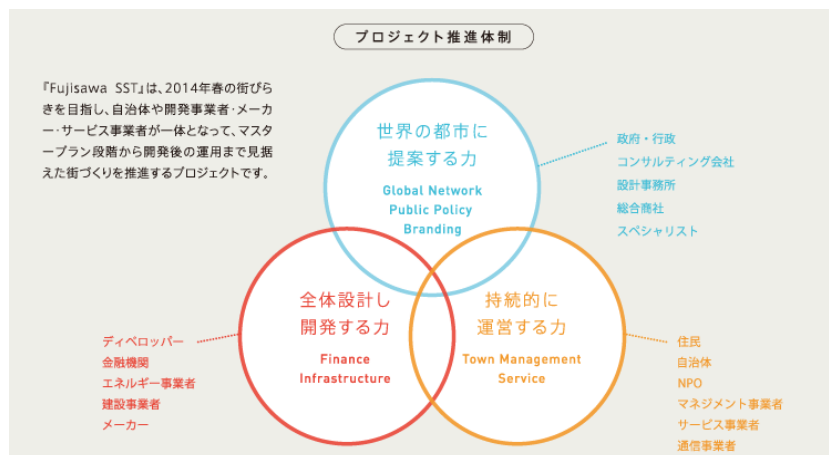 プロジェクト推進体制
『Fujisawa SST』は、2014年春の街びら
きを目指し、自治体や開発事業者・メーカ
ー・サービス事業者が一体となって、マスタ
ープラン段階から開発後の運用まで見据
えた街づくりを推進するプロジェクトです。
世界の都市に
提案する力
Global Network
Public Policy
Branding
政府・行政
コンサルティング会社
設計事務所
総合商社
スペシャリスト
全体設計し
開発する力
Finance
Infrastructure
ディベロッパー
金融機関
エネルギー事業者
建設事業者
メーカー
持続的に
運営する力
Town Management
Service
住民
自治体
NPO
マネジメント事業者
サービス事業者
通信事業者